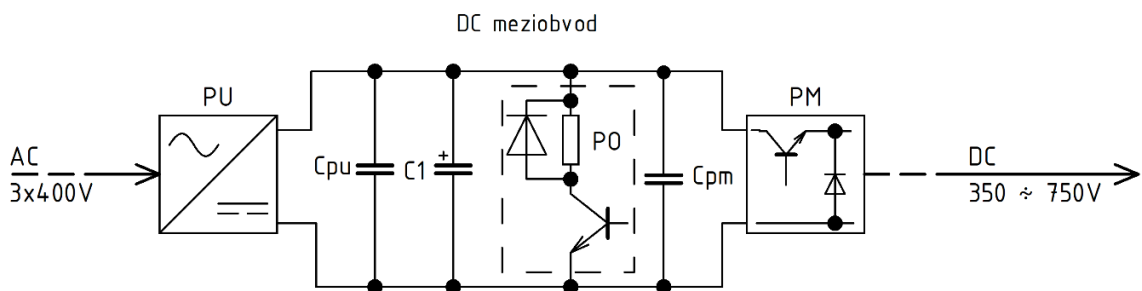 DC meziobvod
PU
PM
AC
3x400V
Cpu
C1
+
PO
Cpm
DC
350 ÷ 750V